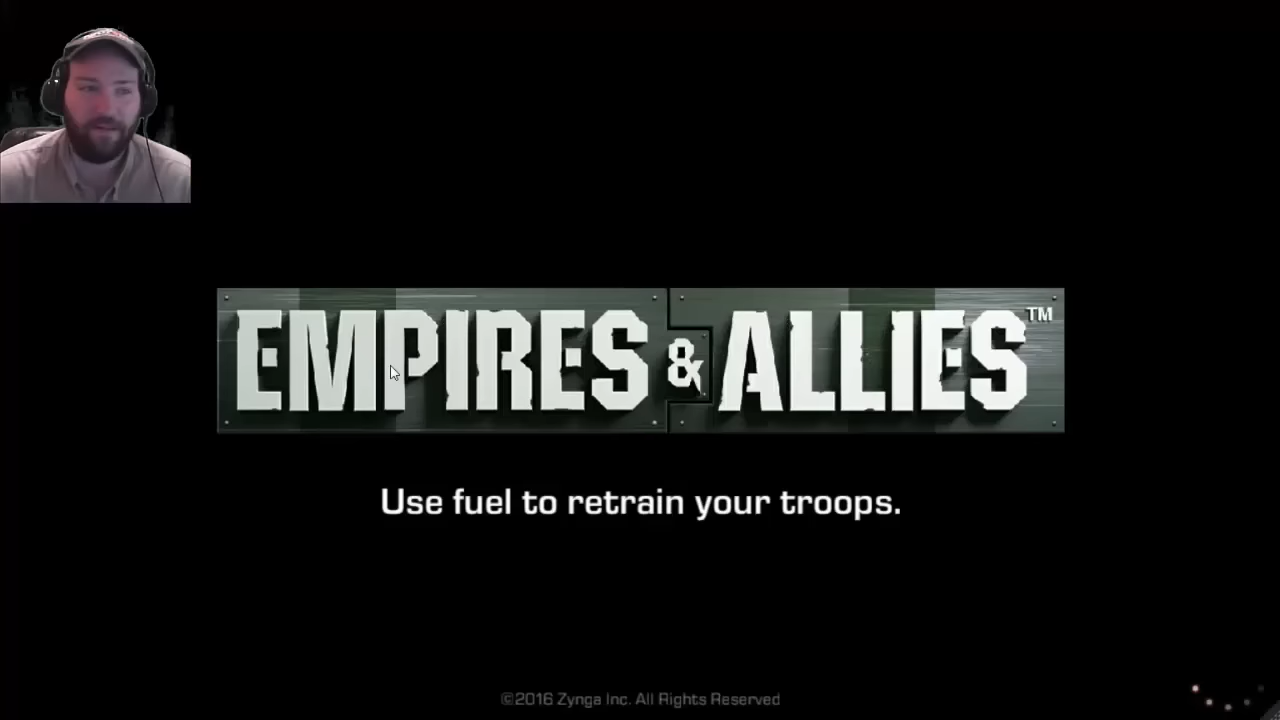 EMPIRES & ALLIES™
Use fuel to retrain your troops.
©2016 Zynga Inc. All Rights Reserved